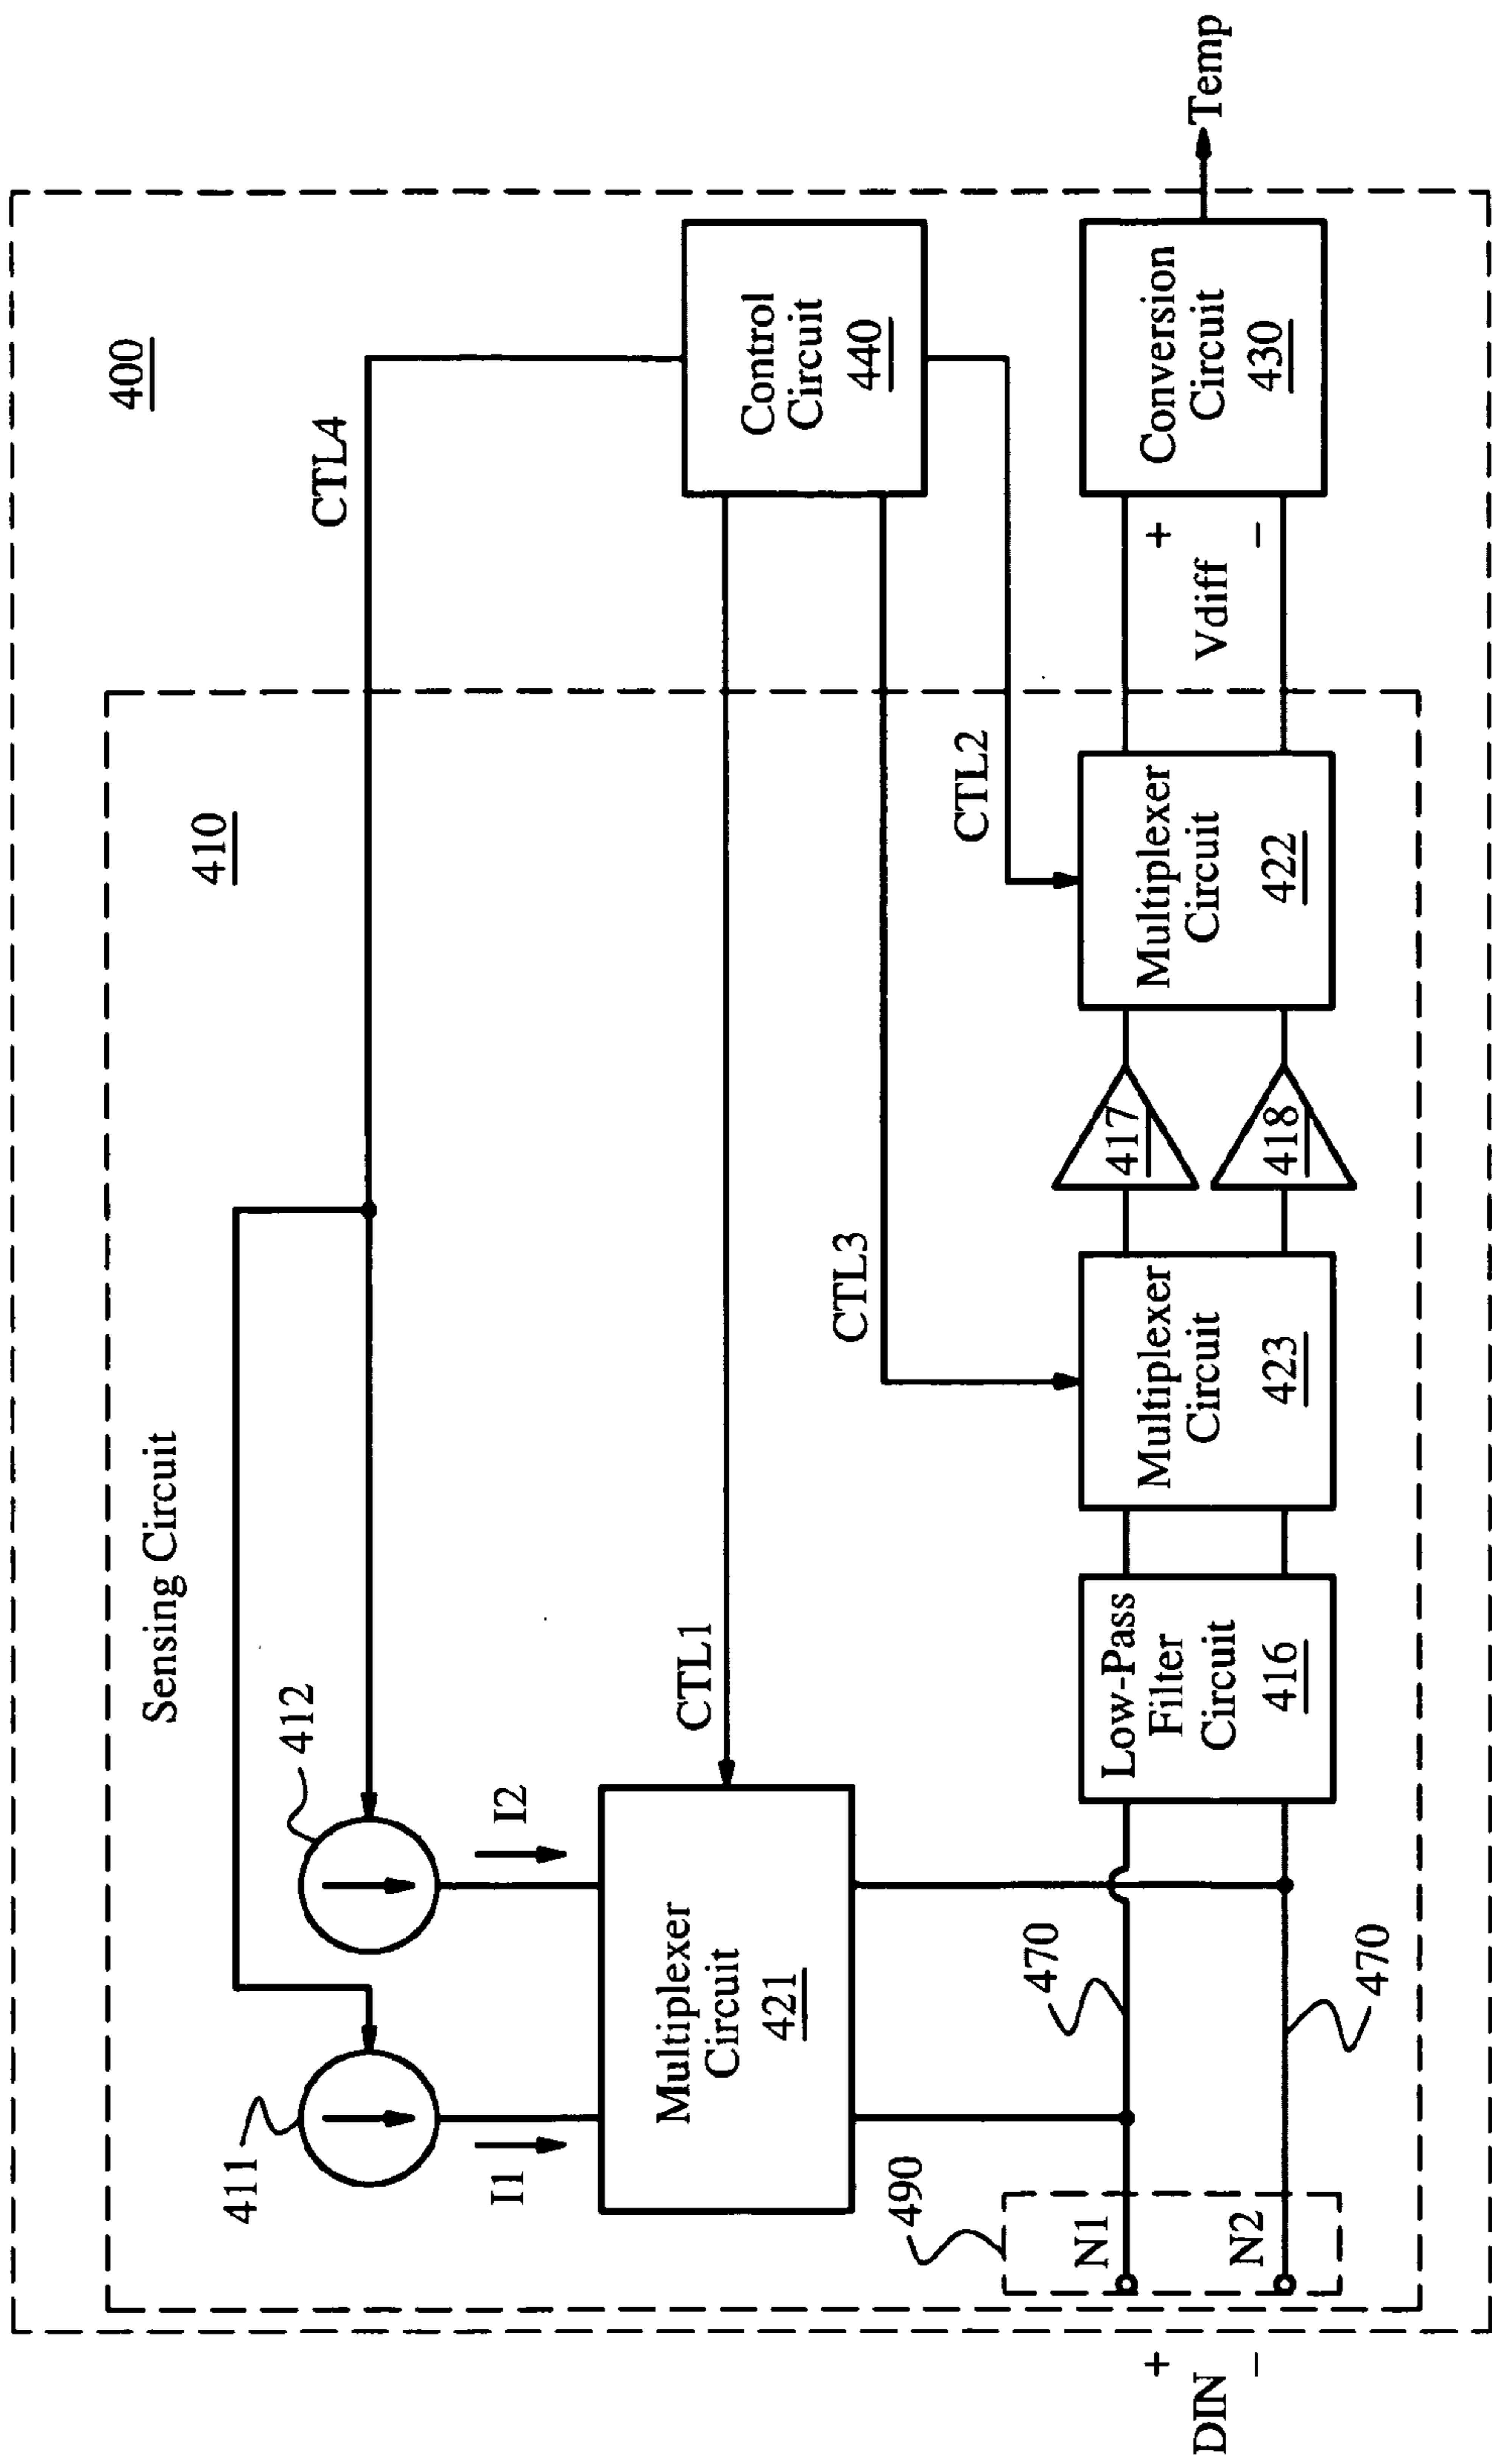 400
Sensing Circuit
410
CTL4
411
412
I1
I2
Multiplexer
Circuit
421
CTL1
Control
Circuit
440
CTL3
CTL2
490
470
DIN
+
−
N1
N2
470
Low-Pass
Filter
Circuit
416
Multiplexer
Circuit
423
417
418
Multiplexer
Circuit
422
+
Vdiff
−
Conversion
Circuit
430
Temp